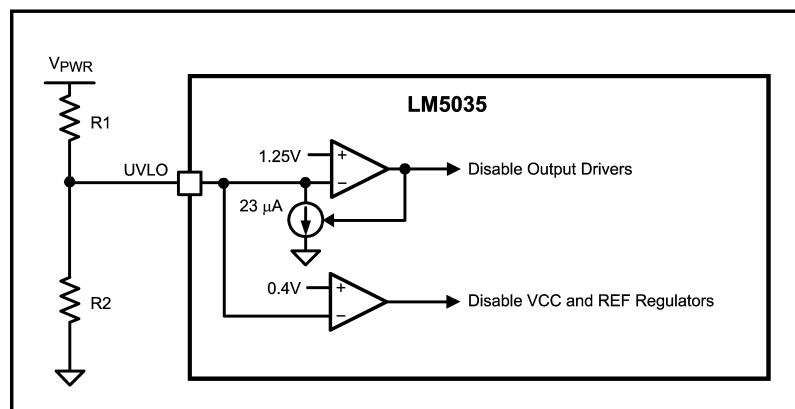 VPWR
LM5035
R1
1.25V
+
−
UVLO
Disable Output Drivers
23 μA
R2
0.4V
+
−
Disable VCC and REF Regulators